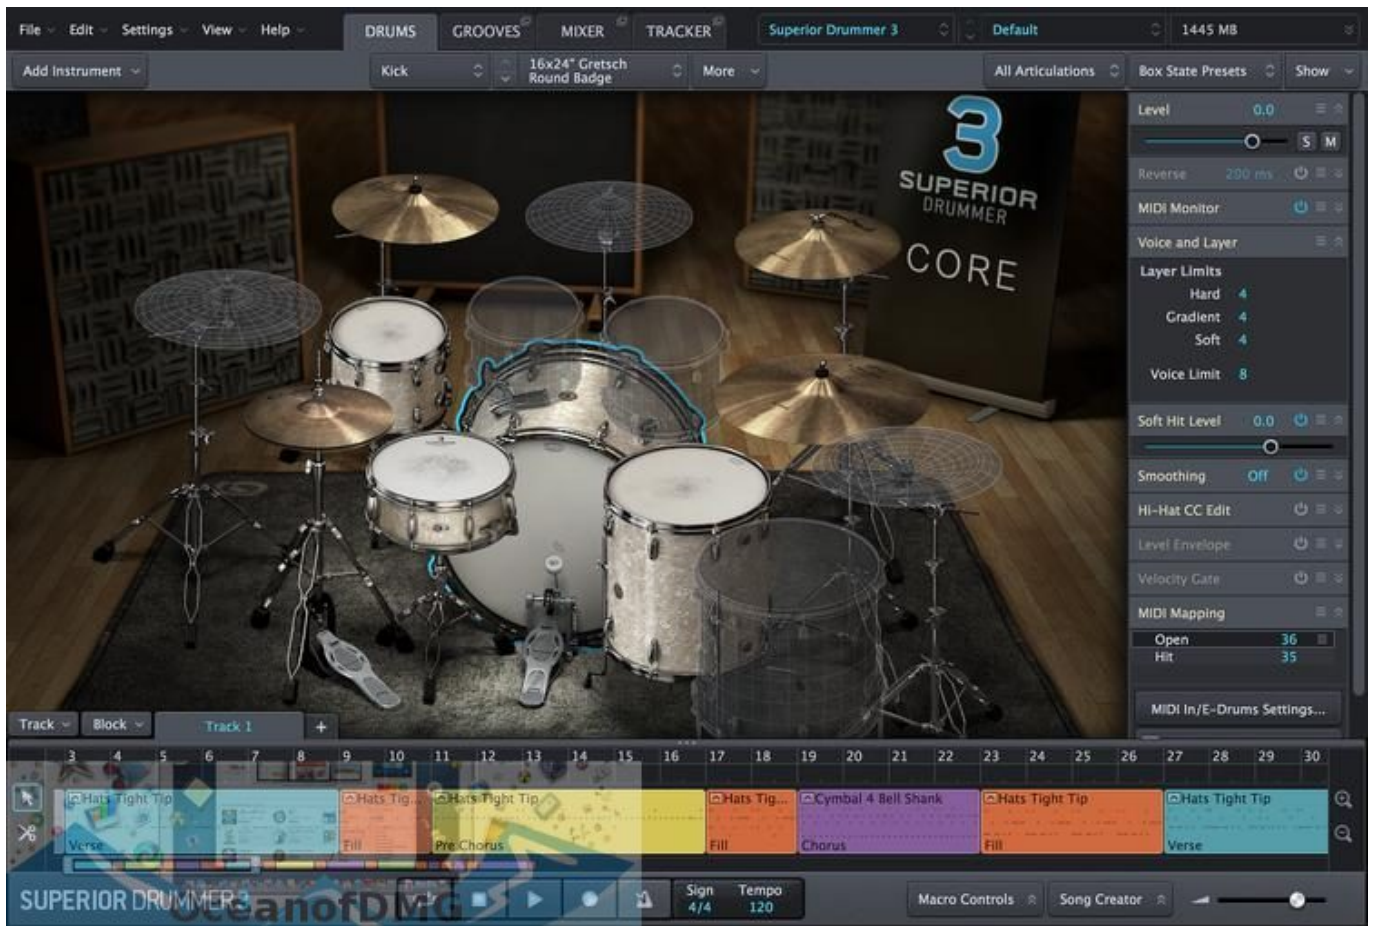 File Edit Settings View Help DRUMS GROOVES MIXER TRACKER Superior Drummer 3 Default 1445 MB
Add Instrument Kick 16x24" Gretsch Round Badge More All Articulations Box State Presets Show
3
SUPERIOR
DRUMMER
CORE
Level 0.0
S M
Reverse 200 ms
MIDI Monitor
Voice and Layer
Layer Limits
Hard 4
Gradient 4
Soft 4
Voice Limit 8
Soft Hit Level 0.0
Smoothing Off
Hi-Hat CC Edit
Level Envelope
Velocity Gate
MIDI Mapping
Open 36
Hit 35
MIDI In/E-Drums Settings...
Track Block Track 1 +
3 4 5 6 7 8 9 10 11 12 13 14 15 16 17 18 19 20 21 22 23 24 25 26 27 28 29 30
Hats Tight Tip Hats Tig... Hats Tight Tip Hats Tig... Cymbal 4 Bell Shank Hats Tight Tip Hats Tight Tip
Verse Fill Pre Chorus Fill Chorus Fill Verse
SUPERIOR DRUMMER 3
OceanofDMG
Sign Tempo
4/4 120
Macro Controls Song Creator